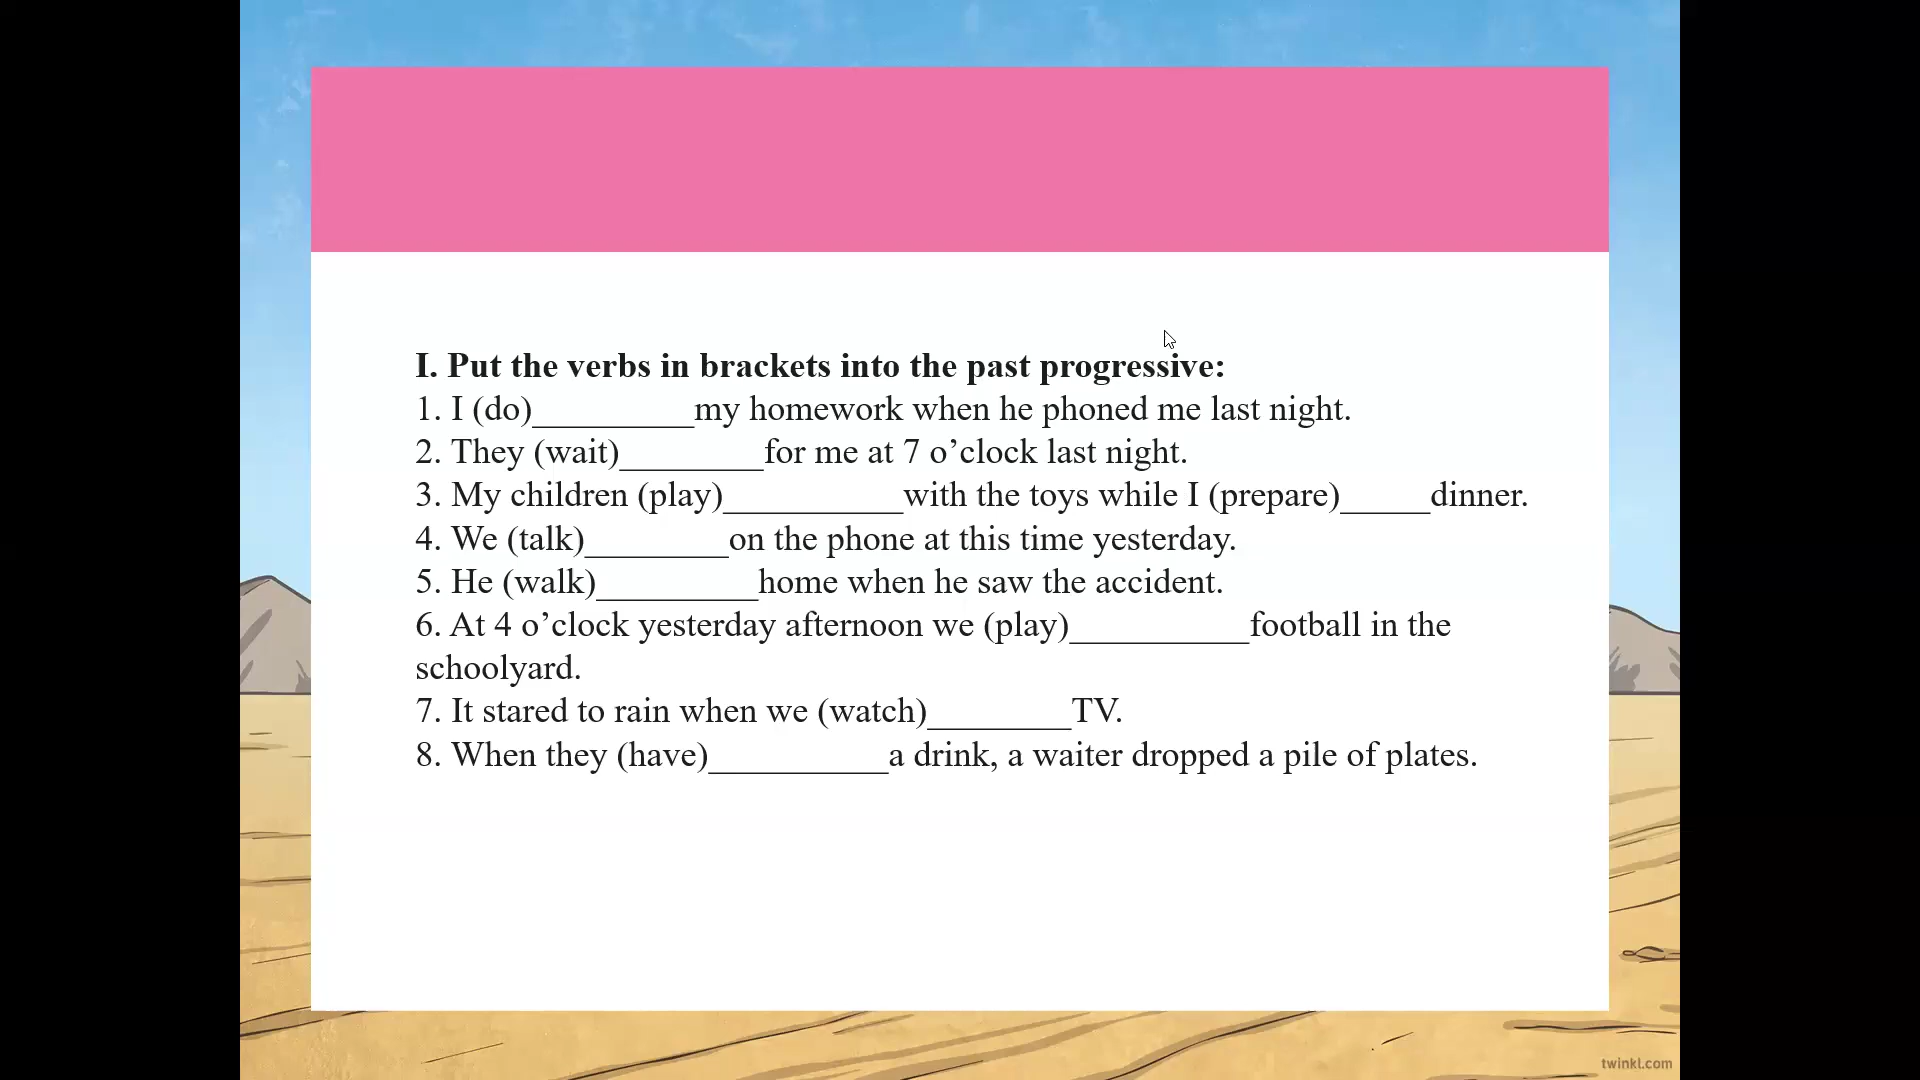 I. Put the verbs in brackets into the past progressive:
1. I (do)_________my homework when he phoned me last night.
2. They (wait)________for me at 7 o’clock last night.
3. My children (play)__________with the toys while I (prepare)_____dinner.
4. We (talk)________on the phone at this time yesterday.
5. He (walk)_________home when he saw the accident.
6. At 4 o’clock yesterday afternoon we (play)__________football in the
schoolyard.
7. It stared to rain when we (watch)________TV.
8. When they (have)__________a drink, a waiter dropped a pile of plates.
twinkl.com